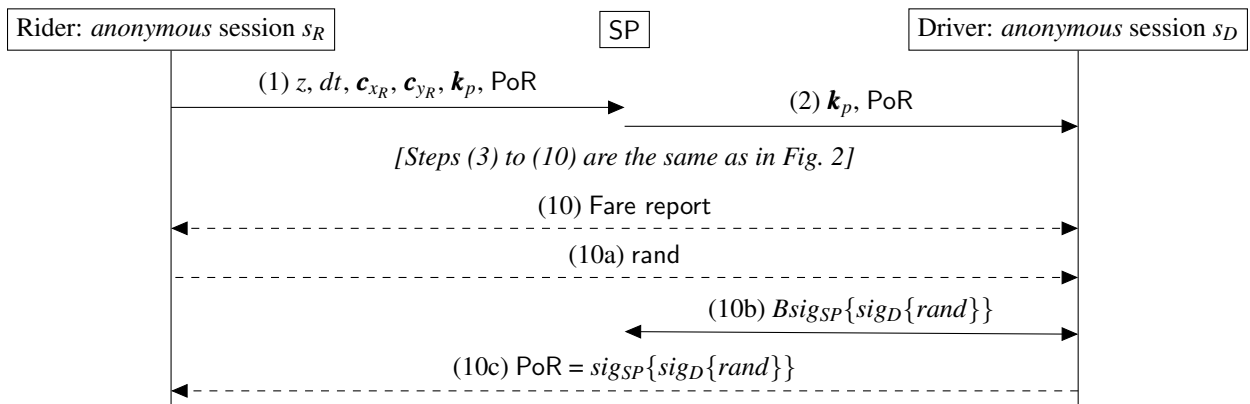 Rider: anonymous session s_R
SP
Driver: anonymous session s_D
(1) z, dt, c_{x_R}, c_{y_R}, k_p, PoR
(2) k_p, PoR
[Steps (3) to (10) are the same as in Fig. 2]
(10) Fare report
(10a) rand
(10b) Bsig_{SP}{sig_D{rand}}
(10c) PoR = sig_{SP}{sig_D{rand}}